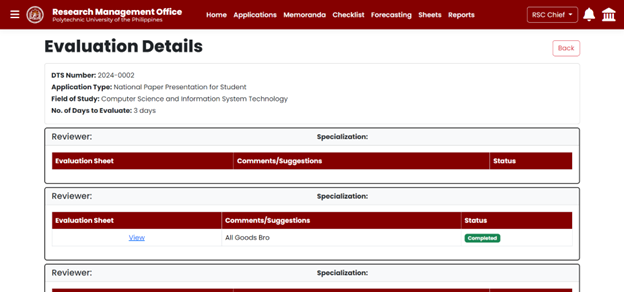 Research Management Office
Polytechnic University of the Philippines
Home Applications Memoranda Checklist Forecasting Sheets Reports
RSC Chief
Evaluation Details
Back
DTS Number: 2024-0002
Application Type: National Paper Presentation for Student
Field of Study: Computer Science and Information System Technology
No. of Days to Evaluate: 3 days
Reviewer: Specialization:
Evaluation Sheet Comments/Suggestions Status
Reviewer: Specialization:
Evaluation Sheet Comments/Suggestions Status
View All Goods Bro Completed
Reviewer: Specialization: